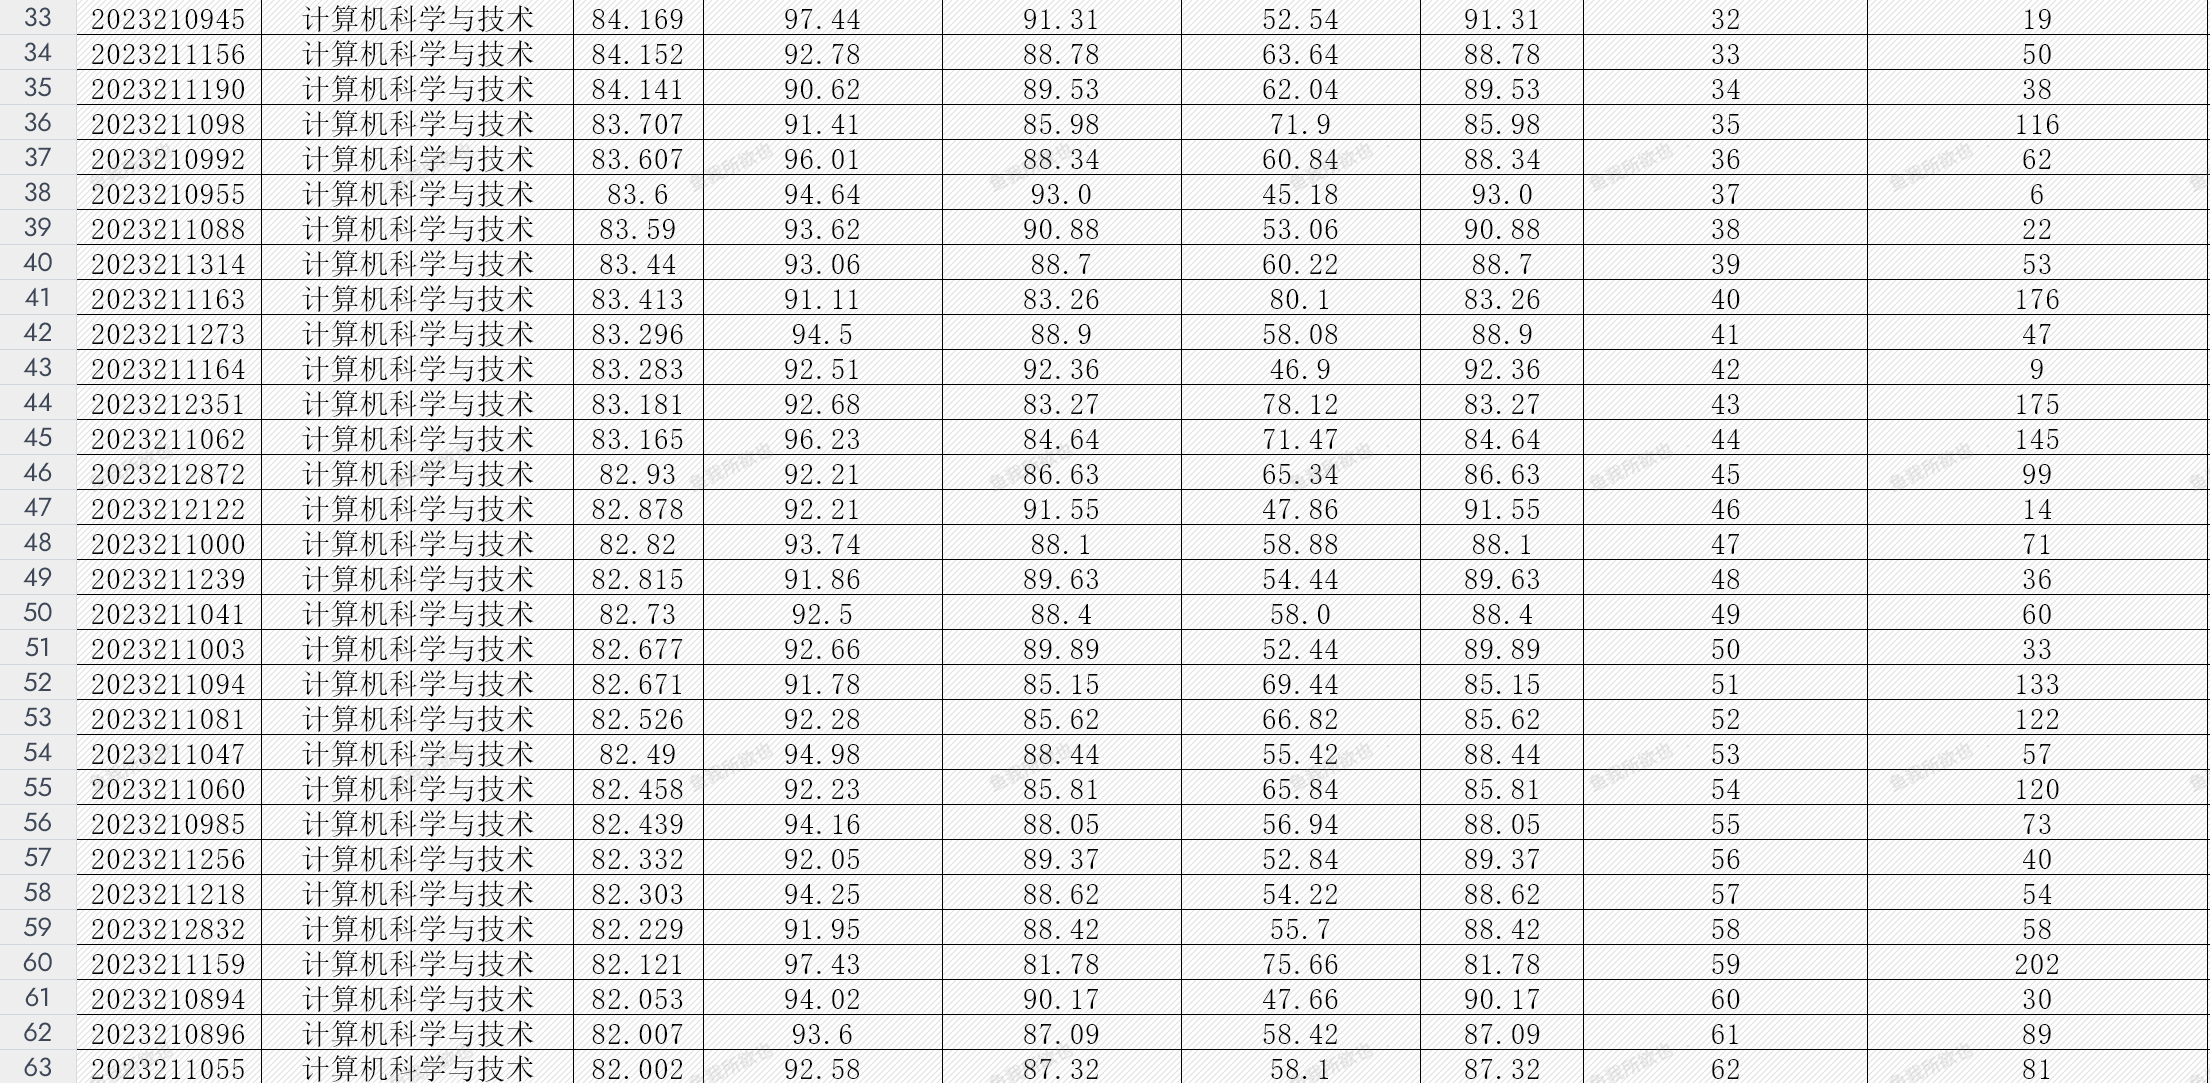 33 2023210945 计算机科学与技术 84.169 97.44 91.31 52.54 91.31 32 19
34 2023211156 计算机科学与技术 84.152 92.78 88.78 63.64 88.78 33 50
35 2023211190 计算机科学与技术 84.141 90.62 89.53 62.04 89.53 34 38
36 2023211098 计算机科学与技术 83.707 91.41 85.98 71.9 85.98 35 116
37 2023210992 计算机科学与技术 83.607 96.01 88.34 60.84 88.34 36 62
38 2023210955 计算机科学与技术 83.6 94.64 93.0 45.18 93.0 37 6
39 2023211088 计算机科学与技术 83.59 93.62 90.88 53.06 90.88 38 22
40 2023211314 计算机科学与技术 83.44 93.06 88.7 60.22 88.7 39 53
41 2023211163 计算机科学与技术 83.413 91.11 83.26 80.1 83.26 40 176
42 2023211273 计算机科学与技术 83.296 94.5 88.9 58.08 88.9 41 47
43 2023211164 计算机科学与技术 83.283 92.51 92.36 46.9 92.36 42 9
44 2023212351 计算机科学与技术 83.181 92.68 83.27 78.12 83.27 43 175
45 2023211062 计算机科学与技术 83.165 96.23 84.64 71.47 84.64 44 145
46 2023212872 计算机科学与技术 82.93 92.21 86.63 65.34 86.63 45 99
47 2023212122 计算机科学与技术 82.878 92.21 91.55 47.86 91.55 46 14
48 2023211000 计算机科学与技术 82.82 93.74 88.1 58.88 88.1 47 71
49 2023211239 计算机科学与技术 82.815 91.86 89.63 54.44 89.63 48 36
50 2023211041 计算机科学与技术 82.73 92.5 88.4 58.0 88.4 49 60
51 2023211003 计算机科学与技术 82.677 92.66 89.89 52.44 89.89 50 33
52 2023211094 计算机科学与技术 82.671 91.78 85.15 69.44 85.15 51 133
53 2023211081 计算机科学与技术 82.526 92.28 85.62 66.82 85.62 52 122
54 2023211047 计算机科学与技术 82.49 94.98 88.44 55.42 88.44 53 57
55 2023211060 计算机科学与技术 82.458 92.23 85.81 65.84 85.81 54 120
56 2023210985 计算机科学与技术 82.439 94.16 88.05 56.94 88.05 55 73
57 2023211256 计算机科学与技术 82.332 92.05 89.37 52.84 89.37 56 40
58 2023211218 计算机科学与技术 82.303 94.25 88.62 54.22 88.62 57 54
59 2023212832 计算机科学与技术 82.229 91.95 88.42 55.7 88.42 58 58
60 2023211159 计算机科学与技术 82.121 97.43 81.78 75.66 81.78 59 202
61 2023210894 计算机科学与技术 82.053 94.02 90.17 47.66 90.17 60 30
62 2023210896 计算机科学与技术 82.007 93.6 87.09 58.42 87.09 61 89
63 2023211055 计算机科学与技术 82.002 92.58 87.32 58.1 87.32 62 81
鱼我所欲也